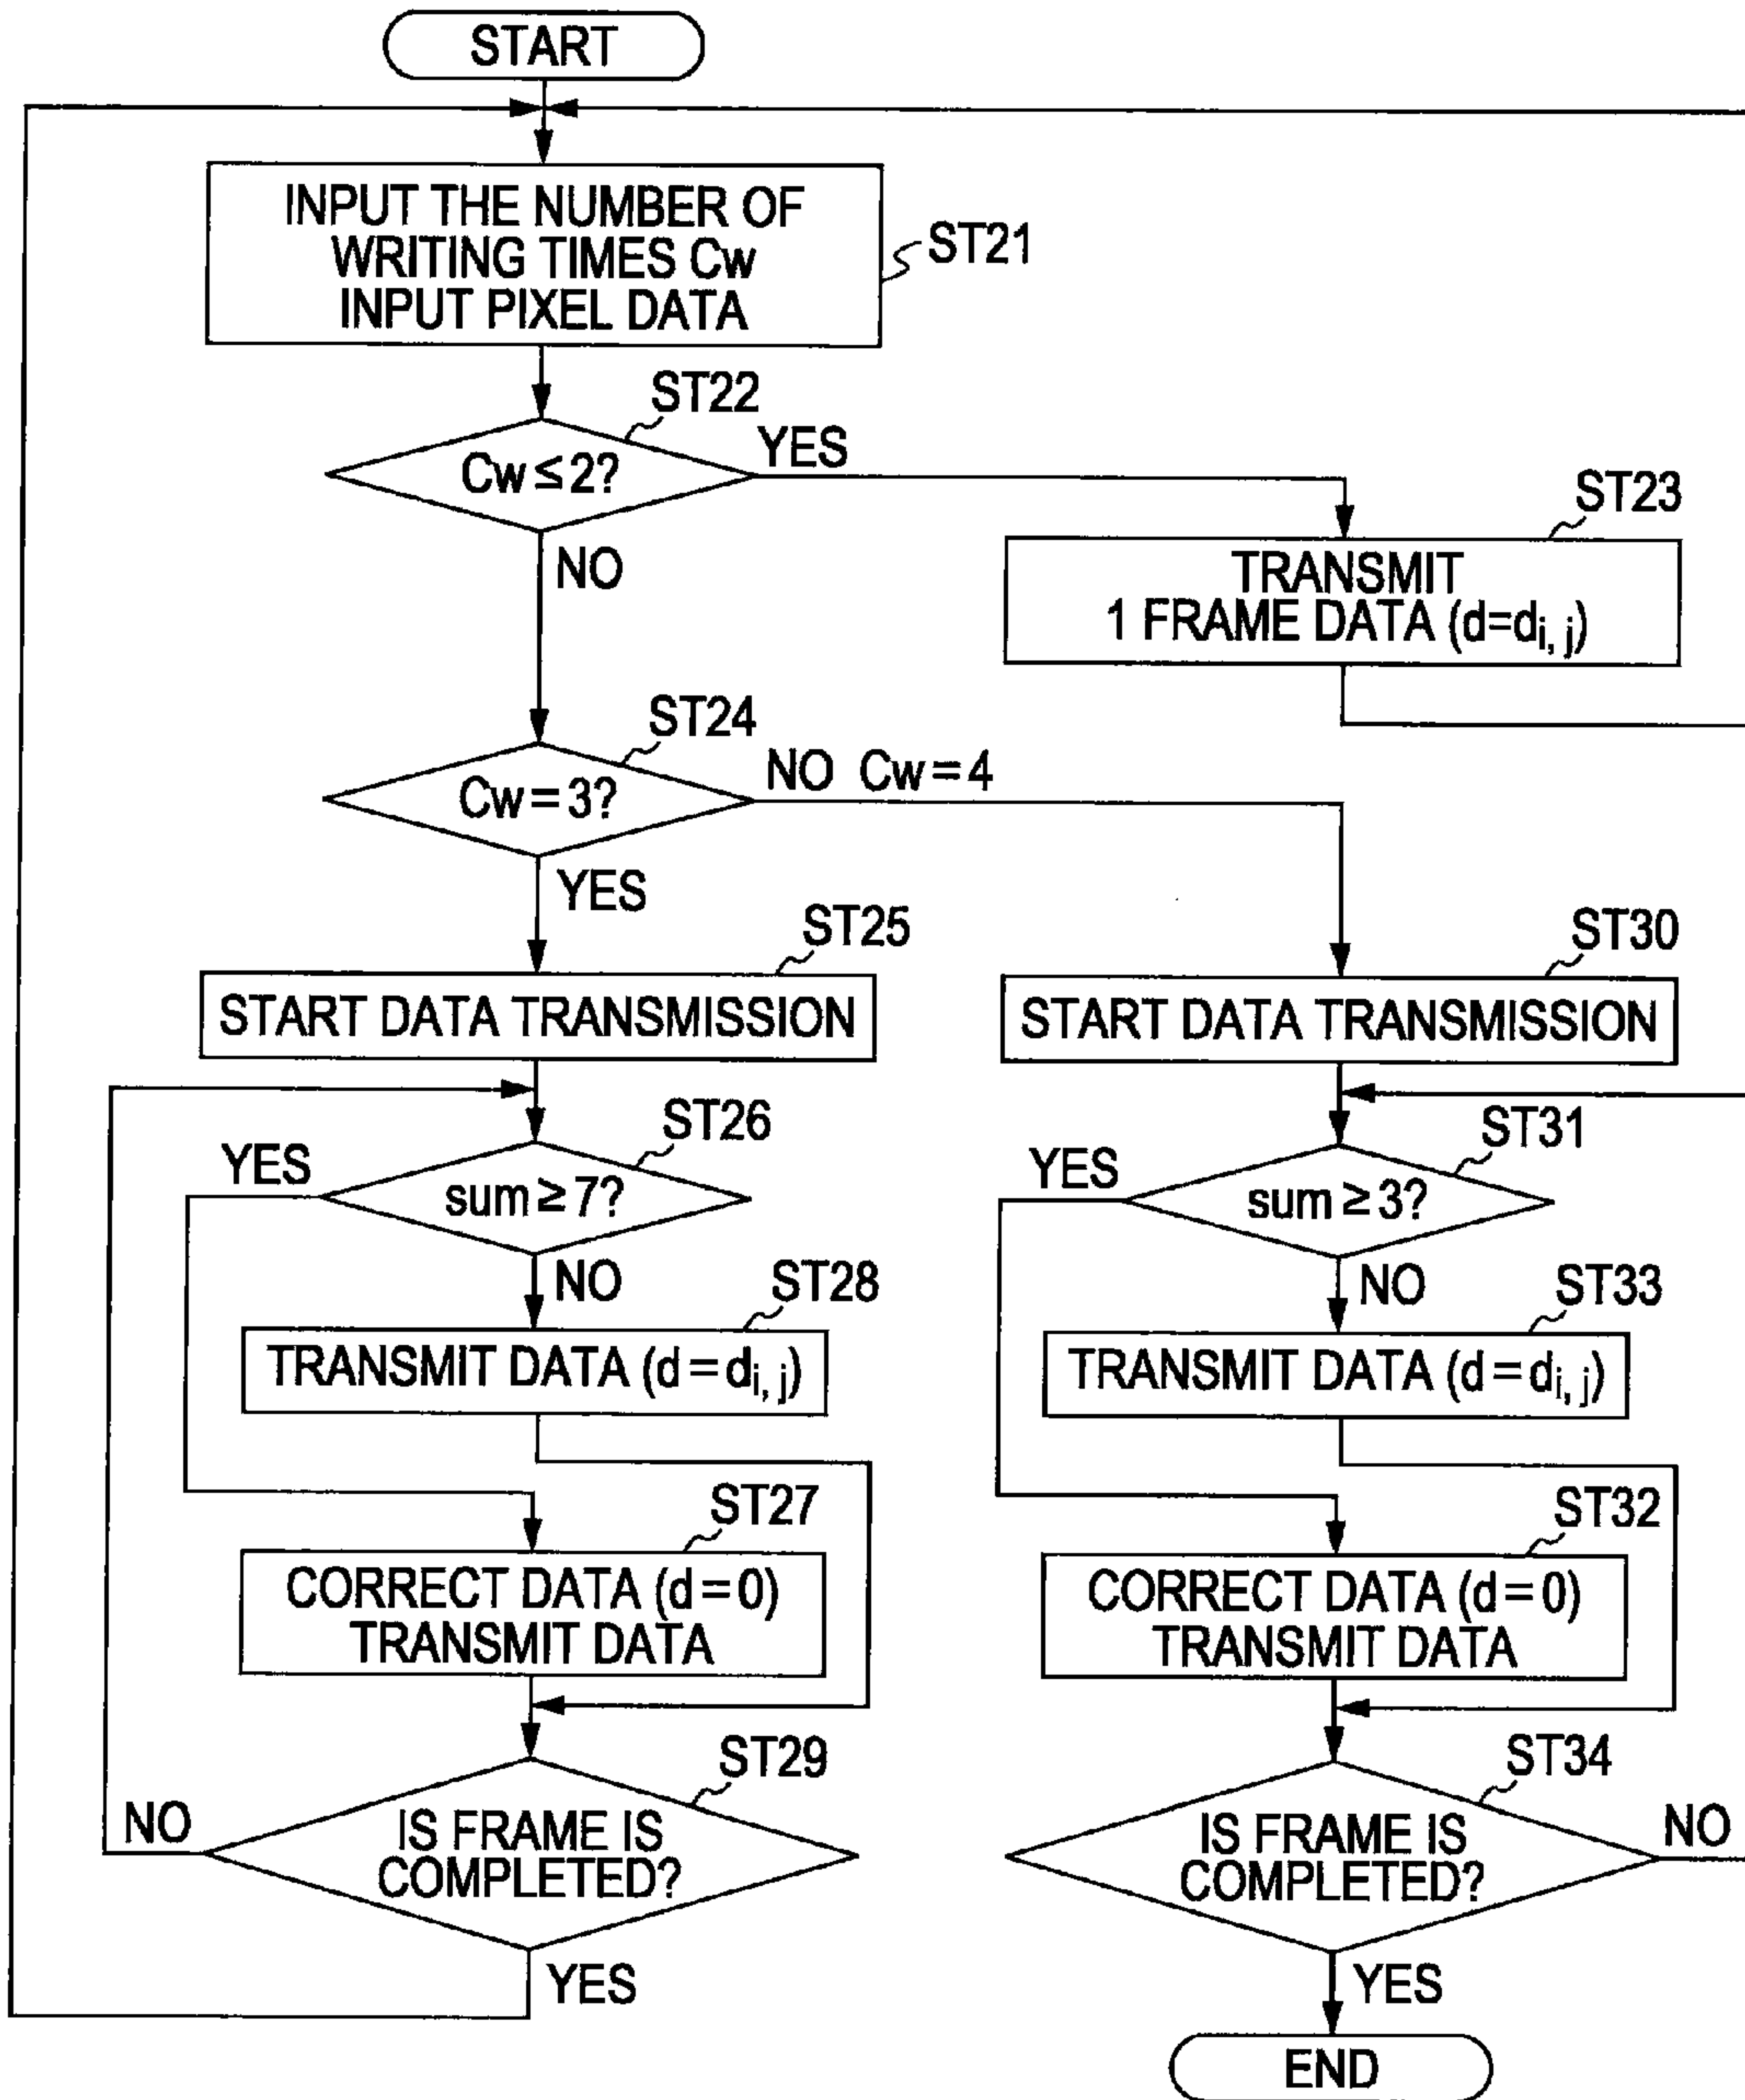 START
INPUT THE NUMBER OF
WRITING TIMES Cw
INPUT PIXEL DATA
ST21
ST22
Cw ≤ 2?
YES
NO
ST23
TRANSMIT
1 FRAME DATA (d=di, j)
ST24
Cw = 3?
NO Cw = 4
YES
ST25
START DATA TRANSMISSION
ST30
START DATA TRANSMISSION
ST26
YES
sum ≥ 7?
NO
ST31
YES
sum ≥ 3?
NO
ST28
TRANSMIT DATA (d = di, j)
ST33
TRANSMIT DATA (d = di, j)
ST27
CORRECT DATA (d = 0)
TRANSMIT DATA
ST32
CORRECT DATA (d = 0)
TRANSMIT DATA
ST29
NO
IS FRAME IS
COMPLETED?
YES
ST34
IS FRAME IS
COMPLETED?
NO
YES
END